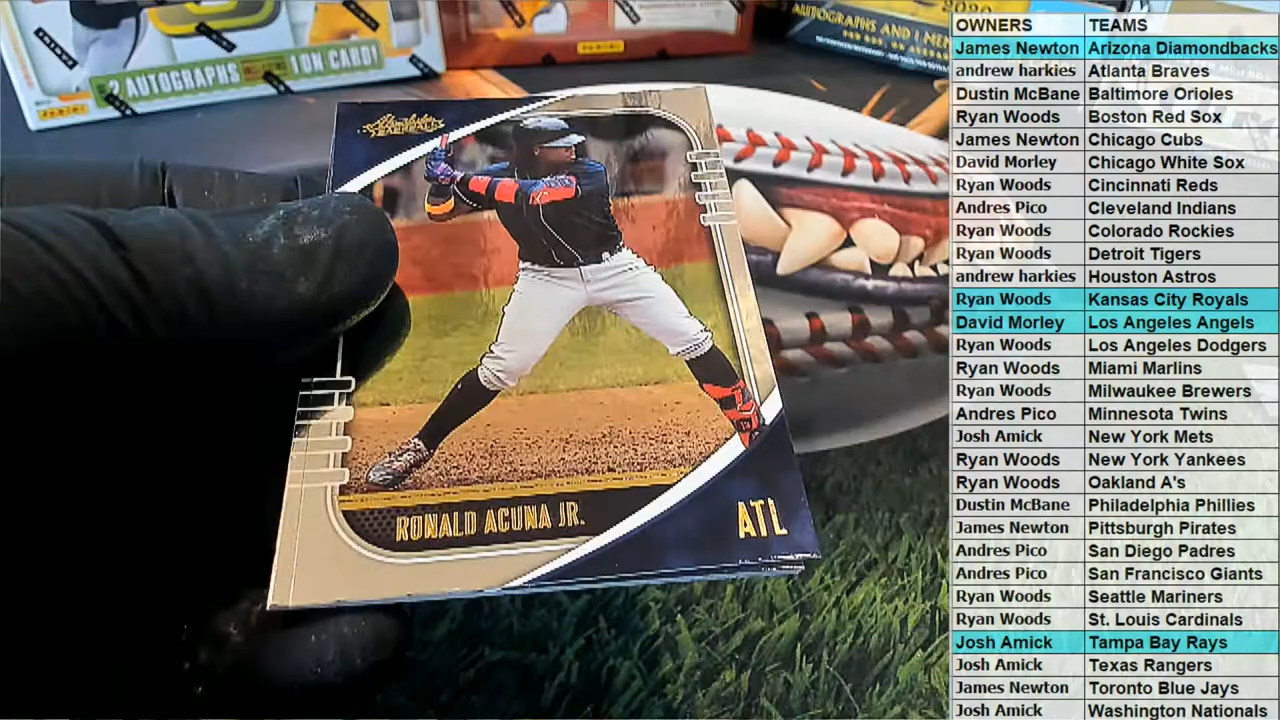 2 AUTOGRAPHS 1 ON CARD!
PANINI
2020
AUTOGRAPHS AND 1 MEM
Absolute
BASEBALL
RONALD ACUNA JR.
ATL
OWNERS TEAMS
James Newton Arizona Diamondbacks
andrew harkies Atlanta Braves
Dustin McBane Baltimore Orioles
Ryan Woods Boston Red Sox
James Newton Chicago Cubs
David Morley Chicago White Sox
Ryan Woods Cincinnati Reds
Andres Pico Cleveland Indians
Ryan Woods Colorado Rockies
Ryan Woods Detroit Tigers
andrew harkies Houston Astros
Ryan Woods Kansas City Royals
David Morley Los Angeles Angels
Ryan Woods Los Angeles Dodgers
Ryan Woods Miami Marlins
Ryan Woods Milwaukee Brewers
Andres Pico Minnesota Twins
Josh Amick New York Mets
Ryan Woods New York Yankees
Ryan Woods Oakland A's
Dustin McBane Philadelphia Phillies
James Newton Pittsburgh Pirates
Andres Pico San Diego Padres
Andres Pico San Francisco Giants
Ryan Woods Seattle Mariners
Ryan Woods St. Louis Cardinals
Josh Amick Tampa Bay Rays
Josh Amick Texas Rangers
James Newton Toronto Blue Jays
Josh Amick Washington Nationals